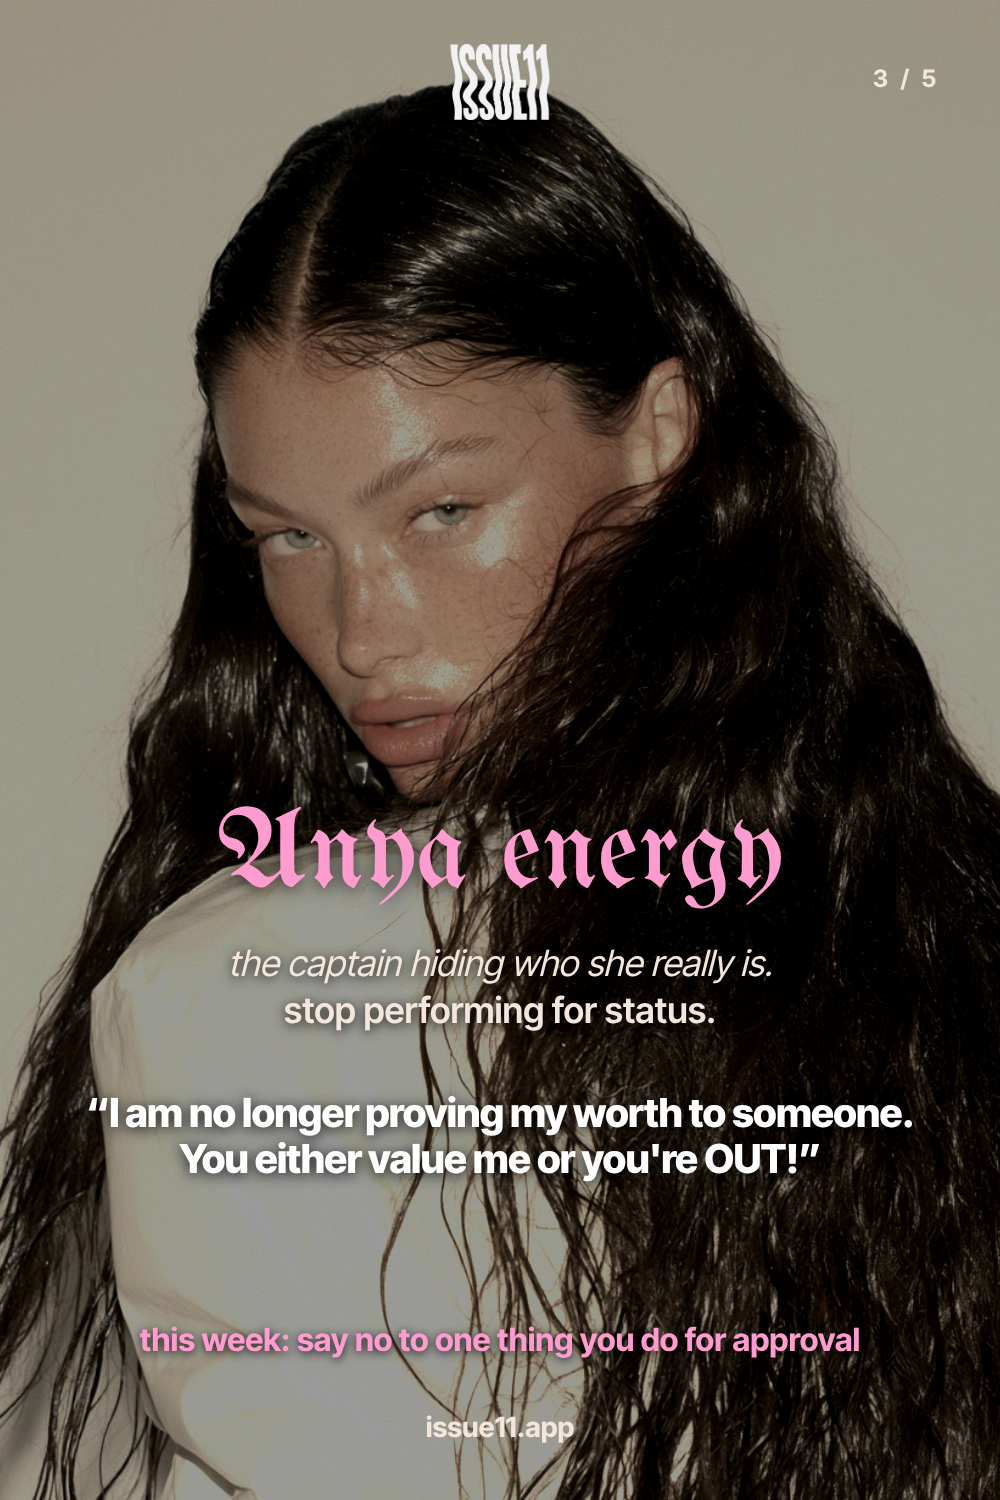 ISSUE11
3 / 5
Anya energy
the captain hiding who she really is.
stop performing for status.
“I am no longer proving my worth to someone.
You either value me or you're OUT!”
this week: say no to one thing you do for approval
issue11.app